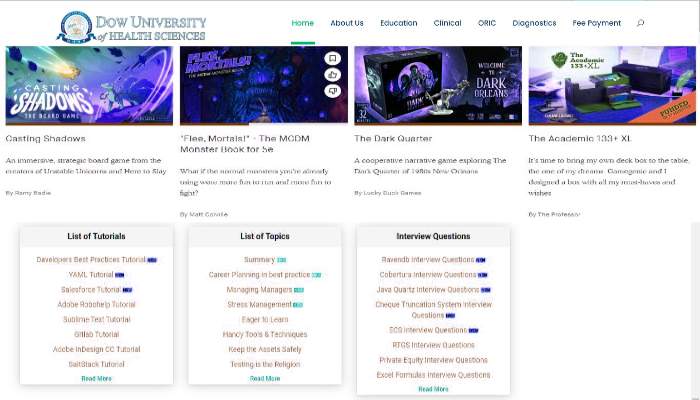 DOW UNIVERSITY
of HEALTH SCIENCES
Home About Us Education Clinical ORIC Diagnostics Fee Payment
CASTING
SHADOWS
THE BOARD GAME
FLEE, MORTALS!
THE MCDM MONSTER BOOK
WELCOME
TO
DARK
ORLEANS
32
The Academic
133+XL
FUNDED
Casting Shadows
An immersive, strategic board game from the
creators of Unstable Unicorns and Here to Slay.
By Ramy Badie
"Flee, Mortals!" - The MCDM
Monster Book for 5e
What if the normal monsters you're already
using were more fun to run and more fun to
fight?
By Matt Colville
The Dark Quarter
A cooperative narrative game exploring The
Dark Quarter of 1980s New Orleans
By Lucky Duck Games
The Academic 133+ XL
It's time to bring my own deck box to the table,
the one of my dreams. Gamegenic and I
designed a box with all my must-haves and
wishes
By The Professor
List of Tutorials
Developers Best Practices Tutorial NEW
YAML Tutorial NEW
Salesforce Tutorial NEW
Adobe Robohelp Tutorial
Sublime Text Tutorial
GitLab Tutorial
Adobe InDesign CC Tutorial
SaltStack Tutorial
Read More
List of Topics
Summary NEW
Career Planning in best practice NEW
Managing Managers NEW
Stress Management NEW
Eager to Learn
Handy Tools & Techniques
Keep the Assets Safely
Testing is the Religion
Read More
Interview Questions
Ravendb Interview Questions NEW
Cobertura Interview Questions NEW
Java Quartz Interview Questions NEW
Cheque Truncation System Interview
Questions NEW
ECS Interview Questions NEW
RTGS Interview Questions
Private Equity Interview Questions
Excel Formulas Interview Questions
Read More